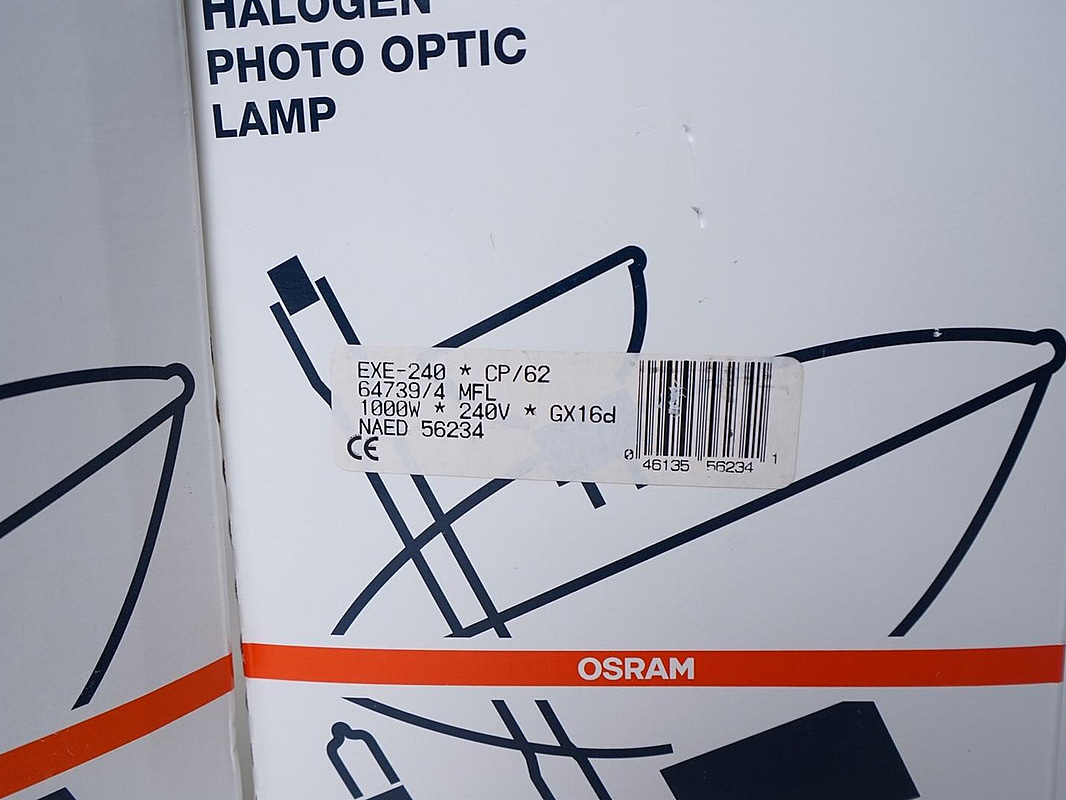 HALOGEN
PHOTO OPTIC
LAMP
EXE-240 * CP/62
64739/4 MFL
1000W * 240V * GX16d
NAED 56234
CE
0 46135 56234 1
OSRAM